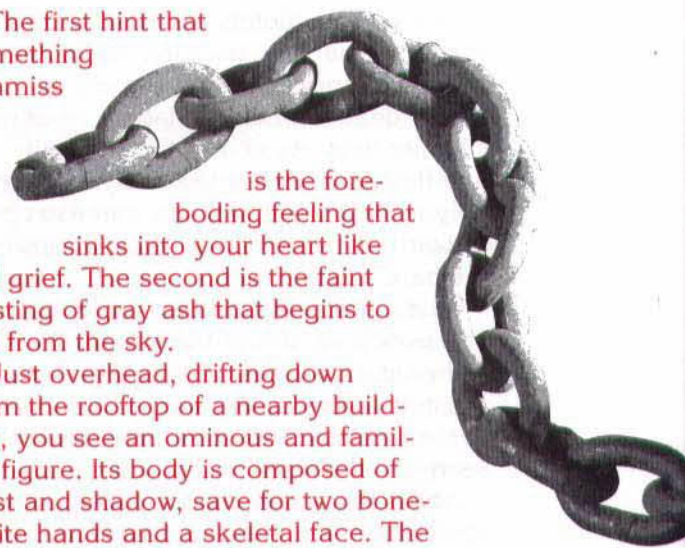 The first hint that
mething
amiss
is the fore-
boding feeling that
sinks into your heart like
grief. The second is the faint
sting of gray ash that begins to
from the sky.
Just overhead, drifting down
m the rooftop of a nearby build-
, you see an ominous and famil-
figure. Its body is composed of
st and shadow, save for two bone-
ite hands and a skeletal face. The